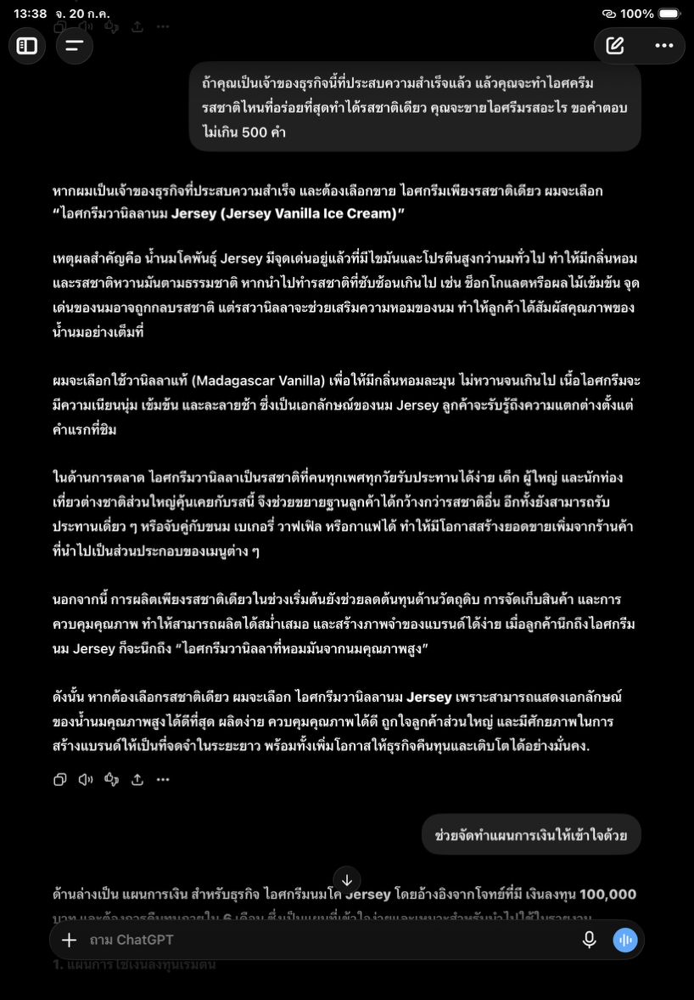 13:38 จ. 20 ก.ค.
100%
ถ้าคุณเป็นเจ้าของธุรกิจนี้ที่ประสบความสำเร็จแล้ว แล้วคุณจะทำไอศครีม
รสชาติไหนที่อร่อยที่สุดทำได้รสชาติเดียว คุณจะขายไอศรีมรสอะไร ขอคำตอบ
ไม่เกิน 500 คำ
หากผมเป็นเจ้าของธุรกิจที่ประสบความสำเร็จ และต้องเลือกขาย ไอศกรีมเพียงรสชาติเดียว ผมจะเลือก
“ไอศกรีมวานิลลานม Jersey (Jersey Vanilla Ice Cream)”
เหตุผลสำคัญคือ น้ำนมโคพันธุ์ Jersey มีจุดเด่นอยู่แล้วที่มีไขมันและโปรตีนสูงกว่านมทั่วไป ทำให้มีกลิ่นหอม
และรสชาติหวานมันตามธรรมชาติ หากนำไปทำรสชาติที่ซับซ้อนเกินไป เช่น ช็อกโกแลตหรือผลไม้เข้มข้น จุด
เด่นของนมอาจถูกกลบรสชาติ แต่รสวานิลลาจะช่วยเสริมความหอมของนม ทำให้ลูกค้าได้สัมผัสคุณภาพของ
น้ำนมอย่างเต็มที่
ผมจะเลือกใช้วานิลลาแท้ (Madagascar Vanilla) เพื่อให้มีกลิ่นหอมละมุน ไม่หวานจนเกินไป เนื้อไอศกรีมจะ
มีความเนียนนุ่ม เข้มข้น และละลายช้า ซึ่งเป็นเอกลักษณ์ของนม Jersey ลูกค้าจะรับรู้ถึงความแตกต่างตั้งแต่
คำแรกที่ชิม
ในด้านการตลาด ไอศกรีมวานิลลาเป็นรสชาติที่คนทุกเพศทุกวัยรับประทานได้ง่าย เด็ก ผู้ใหญ่ และนักท่อง
เที่ยวต่างชาติส่วนใหญ่คุ้นเคยกับรสนี้ จึงช่วยขยายฐานลูกค้าได้กว้างกว่ารสชาติอื่น อีกทั้งยังสามารถรับ
ประทานเดี่ยว ๆ หรือจับคู่กับขนม เบเกอรี่ วาฟเฟิล หรือกาแฟได้ ทำให้มีโอกาสสร้างยอดขายเพิ่มจากร้านค้า
ที่นำไปเป็นส่วนประกอบของเมนูต่าง ๆ
นอกจากนี้ การผลิตเพียงรสชาติเดียวในช่วงเริ่มต้นยังช่วยลดต้นทุนด้านวัตถุดิบ การจัดเก็บสินค้า และการ
ควบคุมคุณภาพ ทำให้สามารถผลิตได้สม่ำเสมอ และสร้างภาพจำของแบรนด์ได้ง่าย เมื่อลูกค้านึกถึงไอศกรีม
นม Jersey ก็จะนึกถึง “ไอศกรีมวานิลลาที่หอมมันจากนมคุณภาพสูง”
ดังนั้น หากต้องเลือกรสชาติเดียว ผมจะเลือก ไอศกรีมวานิลลานม Jersey เพราะสามารถแสดงเอกลักษณ์
ของน้ำนมคุณภาพสูงได้ดีที่สุด ผลิตง่าย ควบคุมคุณภาพได้ดี ถูกใจลูกค้าส่วนใหญ่ และมีศักยภาพในการ
สร้างแบรนด์ให้เป็นที่จดจำในระยะยาว พร้อมทั้งเพิ่มโอกาสให้ธุรกิจคืนทุนและเติบโตได้อย่างมั่นคง.
ช่วยจัดทำแผนการเงินให้เข้าใจด้วย
ด้านล่างเป็น แผนการเงิน สำหรับธุรกิจ ไอศกรีมนมโค Jersey โดยอ้างอิงจากโจทย์ที่มี เงินลงทุน 100,000
บาท และต้องการคืนทุนภายใน 6 เดือน ซึ่งเป็นแผนที่เข้าใจง่ายและเหมาะสำหรับนำไปใช้ในรายงาน
ถาม ChatGPT
1. แผนการใช้เงินลงทุนเริ่มต้น